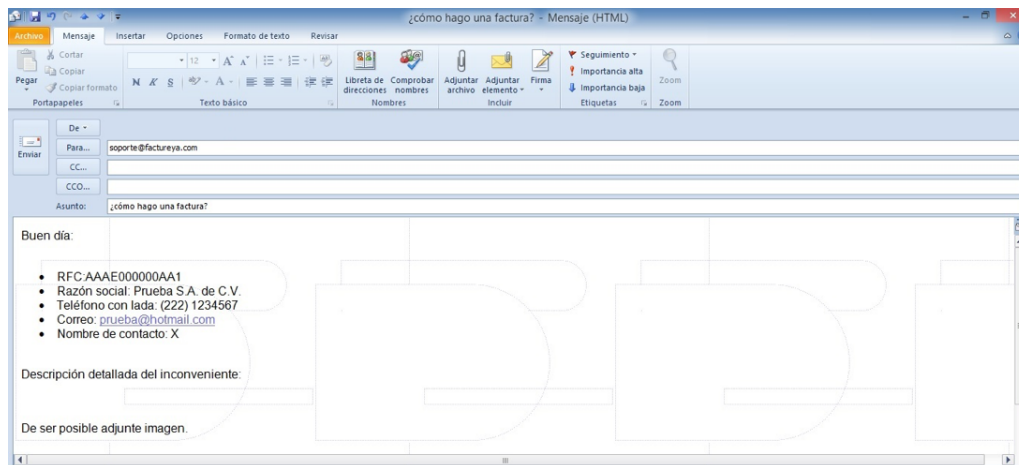 ¿cómo hago una factura? - Mensaje (HTML)
Archivo Mensaje Insertar Opciones Formato de texto Revisar
Pegar
Cortar
Copiar
Copiar formato
Portapapeles
12 A A
N K S A
Texto básico
Libreta de direcciones
Comprobar nombres
Nombres
Adjuntar archivo
Adjuntar elemento
Firma
Incluir
Seguimiento
Importancia alta
Importancia baja
Etiquetas
Zoom
Zoom
Enviar
De
Para... soporte@factureya.com
CC...
CCO...
Asunto: ¿cómo hago una factura?
Buen día:
• RFC:AAAE000000AA1
• Razón social: Prueba S.A. de C.V.
• Teléfono con lada: (222) 1234567
• Correo: prueba@hotmail.com
• Nombre de contacto: X
Descripción detallada del inconveniente:
De ser posible adjunte imagen.